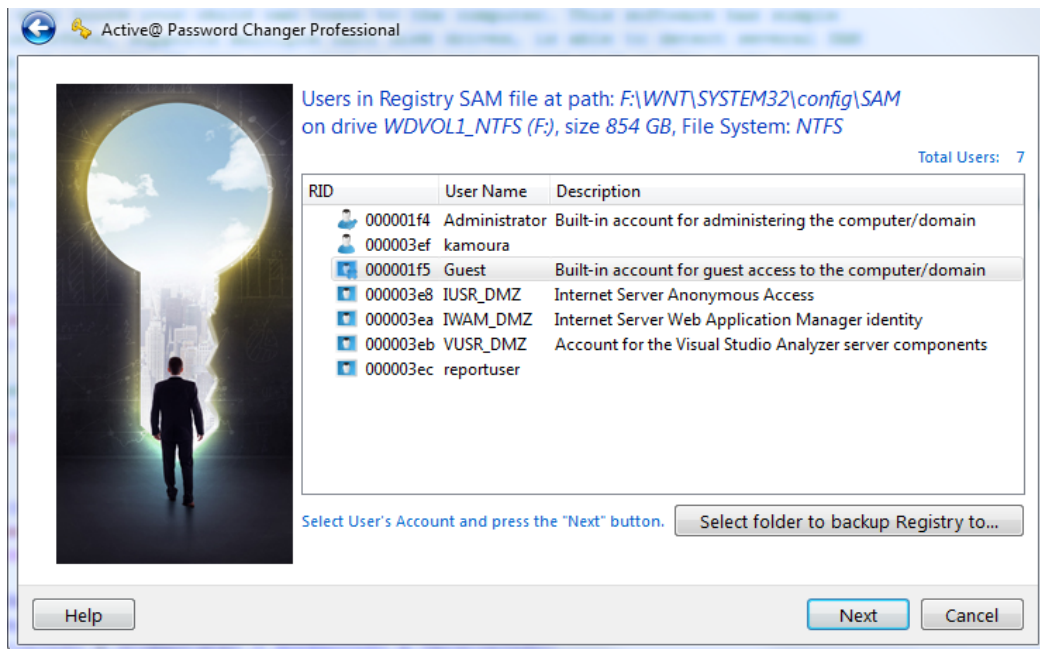 Active@ Password Changer Professional
Users in Registry SAM file at path: F:\WNT\SYSTEM32\config\SAM
on drive WDVOL1_NTFS (F:), size 854 GB, File System: NTFS
Total Users: 7
RID User Name Description
000001f4 Administrator Built-in account for administering the computer/domain
000003ef kamoura
000001f5 Guest Built-in account for guest access to the computer/domain
000003e8 IUSR_DMZ Internet Server Anonymous Access
000003ea IWAM_DMZ Internet Server Web Application Manager identity
000003eb VUSR_DMZ Account for the Visual Studio Analyzer server components
000003ec reportuser
Select User's Account and press the "Next" button. Select folder to backup Registry to...
Help Next Cancel